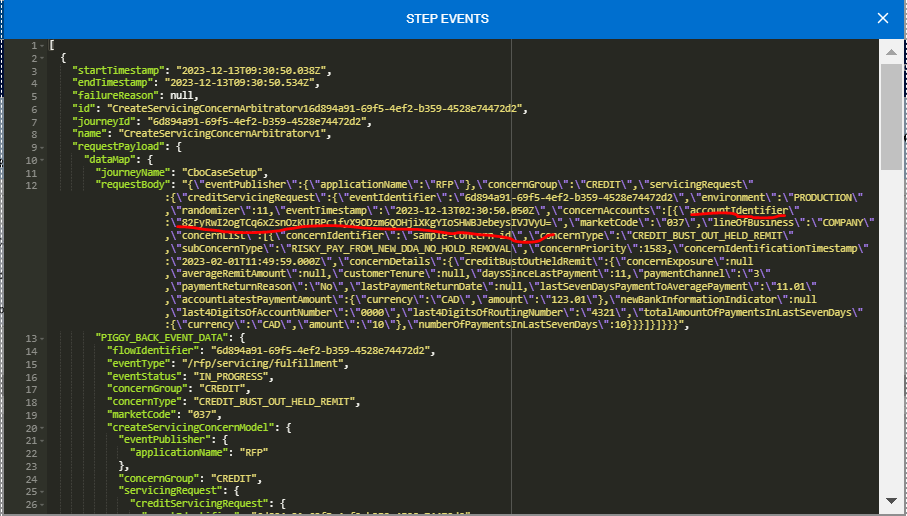 STEP EVENTS
1 [
2 {
3 "startTimestamp": "2023-12-13T09:30:50.038Z",
4 "endTimestamp": "2023-12-13T09:30:50.534Z",
5 "failureReason": null,
6 "id": "CreateServicingConcernArbitratorv16d894a91-69f5-4ef2-b359-4528e74472d2",
7 "journeyId": "6d894a91-69f5-4ef2-b359-4528e74472d2",
8 "name": "CreateServicingConcernArbitratorv1",
9 "requestPayload": {
10 "dataMap": {
11 "journeyName": "CboCaseSetup",
12 "requestBody": "{\"eventPublisher\":{\"applicationName\":\"RFP\"},\"concernGroup\":\"CREDIT\",\"servicingRequest\"
:{\"creditServicingRequest\":{\"eventIdentifier\":\"6d894a91-69f5-4ef2-b359-4528e74472d2\",\"environment\":\"PRODUCTION\"
,\"randomizer\":11,\"eventTimestamp\":\"2023-12-13T02:30:50.050Z\",\"concernAccounts\":[{\"accountIdentifier\"
,\"marketCode\":\"037\",\"lineOfBusiness\":\"COMPANY\"
,\"concernList\":[{\"concernIdentifier\":\"sample-concern-id\",\"concernType\":\"CREDIT_BUST_OUT_HELD_REMIT\"
,\"subConcernType\":\"RISKY_PAY_FROM_NEW_DDA_NO_HOLD_REMOVAL\",\"concernPriority\":1583,\"concernIdentificationTimestamp\"
:\"2023-02-01T11:49:59.000Z\",\"concernDetails\":{\"creditBustOutHeldRemit\":{\"concernExposure\":null
,\"averageRemitAmount\":null,\"customerTenure\":null,\"daysSinceLastPayment\":11,\"paymentChannel\":\"3\"
,\"paymentReturnReason\":\"No\",\"lastPaymentReturnDate\":null,\"lastSevenDaysPaymentToAveragePayment\":\"11.01\"
,\"accountLatestPaymentAmount\":{\"currency\":\"CAD\",\"amount\":\"123.01\"},\"newBankInformationIndicator\":null
,\"last4DigitsOfAccountNumber\":\"0000\",\"last4DigitsOfRoutingNumber\":\"4321\",\"totalAmountOfPaymentsInLastSevenDays\"
:{\"currency\":\"CAD\",\"amount\":\"10\"},\"numberOfPaymentsInLastSevenDays\":10}}}]}]}}}",
13 "PIGGY_BACK_EVENT_DATA": {
14 "flowIdentifier": "6d894a91-69f5-4ef2-b359-4528e74472d2",
15 "eventType": "/rfp/servicing/fulfillment",
16 "eventStatus": "IN_PROGRESS",
17 "concernGroup": "CREDIT",
18 "concernType": "CREDIT_BUST_OUT_HELD_REMIT",
19 "marketCode": "037",
20 "createServicingConcernModel": {
21 "eventPublisher": {
22 "applicationName": "RFP"
23 },
24 "concernGroup": "CREDIT",
25 "servicingRequest": {
26 "creditServicingRequest": {